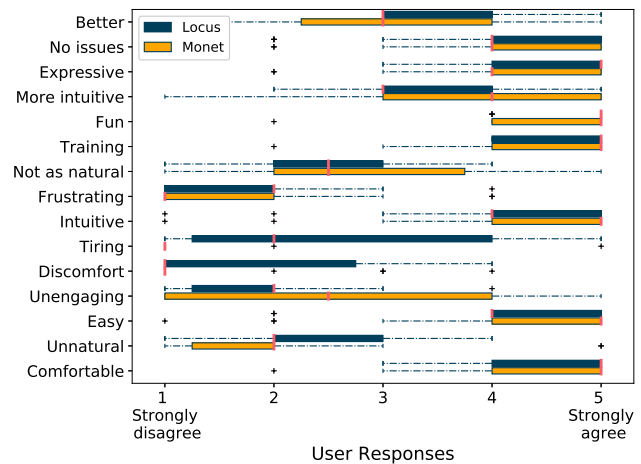 Better
No issues
Expressive
More intuitive
Fun
Training
Not as natural
Frustrating
Intuitive
Tiring
Discomfort
Unengaging
Easy
Unnatural
Comfortable
Locus
Monet
1 2 3 4 5
Strongly disagree
Strongly agree
User Responses